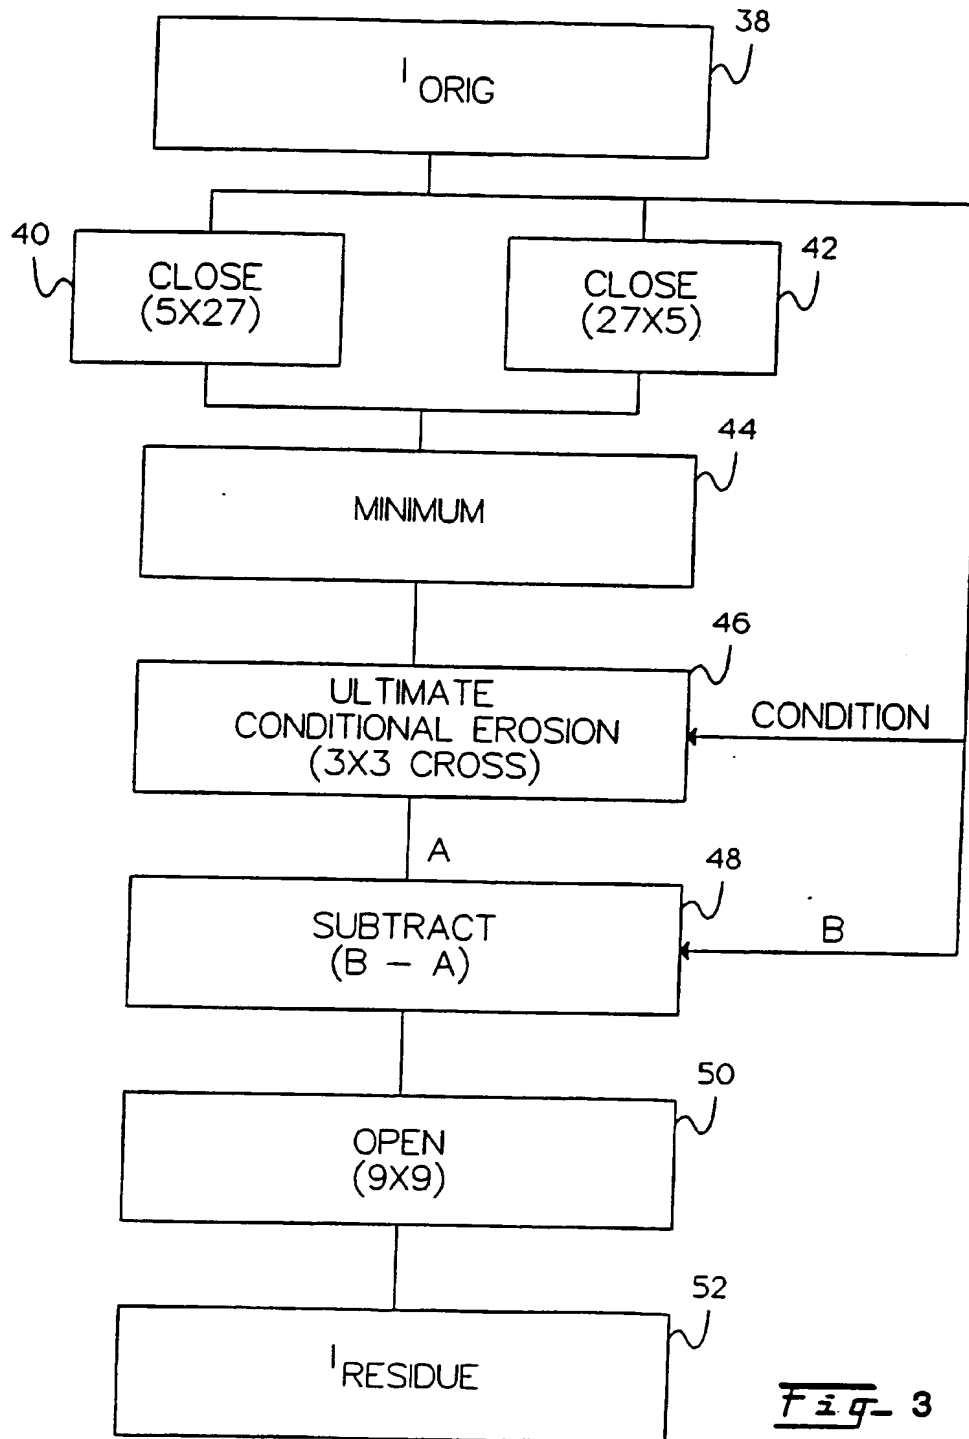 38
I ORIG
40
CLOSE
(5X27)
42
CLOSE
(27X5)
44
MINIMUM
46
ULTIMATE
CONDITIONAL EROSION
(3X3 CROSS)
CONDITION
A
48
SUBTRACT
(B - A)
B
50
OPEN
(9X9)
52
I RESIDUE
Fig- 3